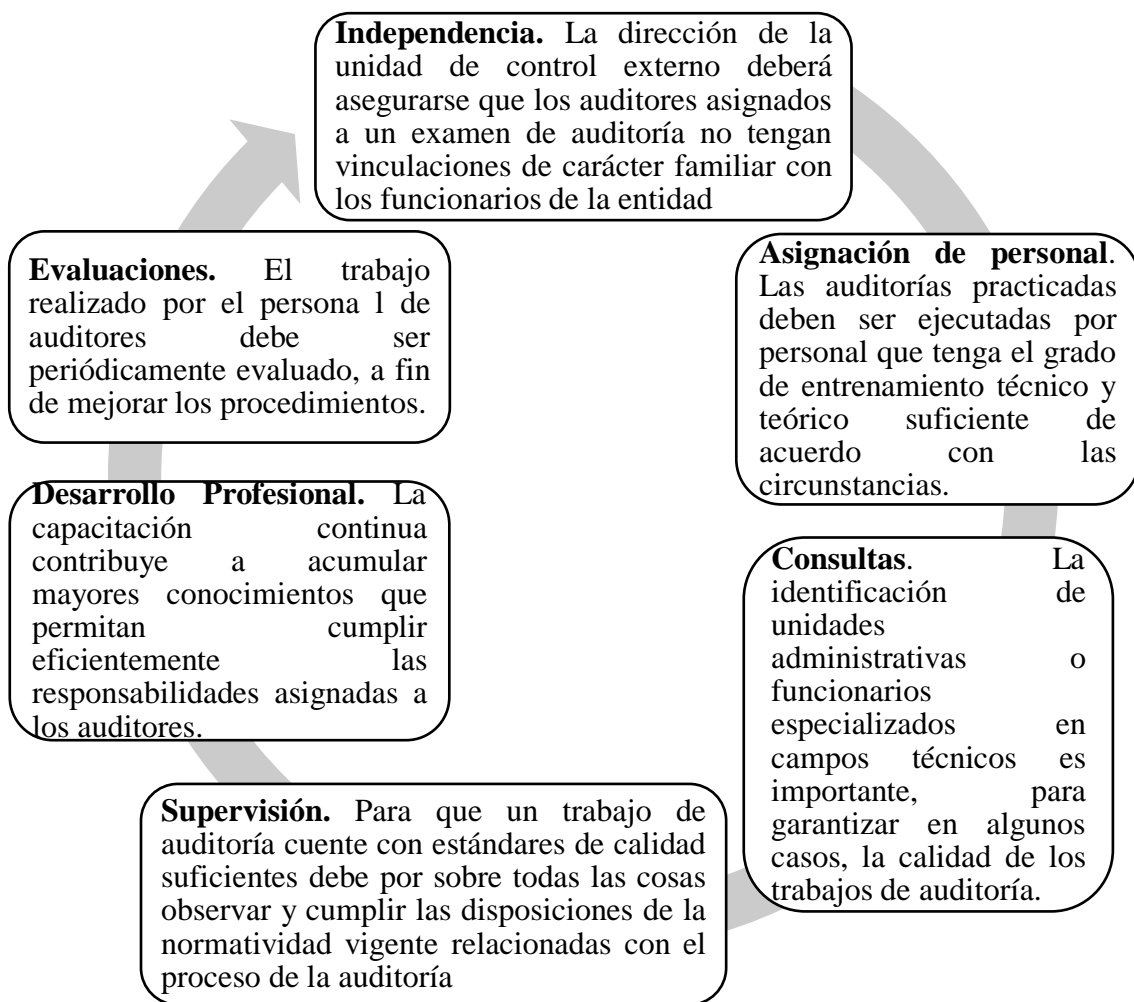 Independencia. La dirección de la
unidad de control externo deberá
asegurarse que los auditores asignados
a un examen de auditoría no tengan
vinculaciones de carácter familiar con
los funcionarios de la entidad
Asignación de personal.
Las auditorías practicadas
deben ser ejecutadas por
personal que tenga el grado
de entrenamiento técnico y
teórico suficiente de
acuerdo con las
circunstancias.
Consultas. La
identificación de
unidades
administrativas o
funcionarios
especializados en
campos técnicos es
importante, para
garantizar en algunos
casos, la calidad de los
trabajos de auditoría.
Supervisión. Para que un trabajo de
auditoría cuente con estándares de calidad
suficientes debe por sobre todas las cosas
observar y cumplir las disposiciones de la
normatividad vigente relacionadas con el
proceso de la auditoría
Desarrollo Profesional. La
capacitación continua
contribuye a acumular
mayores conocimientos que
permitan cumplir
eficientemente las
responsabilidades asignadas a
los auditores.
Evaluaciones. El trabajo
realizado por el persona l de
auditores debe ser
periódicamente evaluado, a fin
de mejorar los procedimientos.